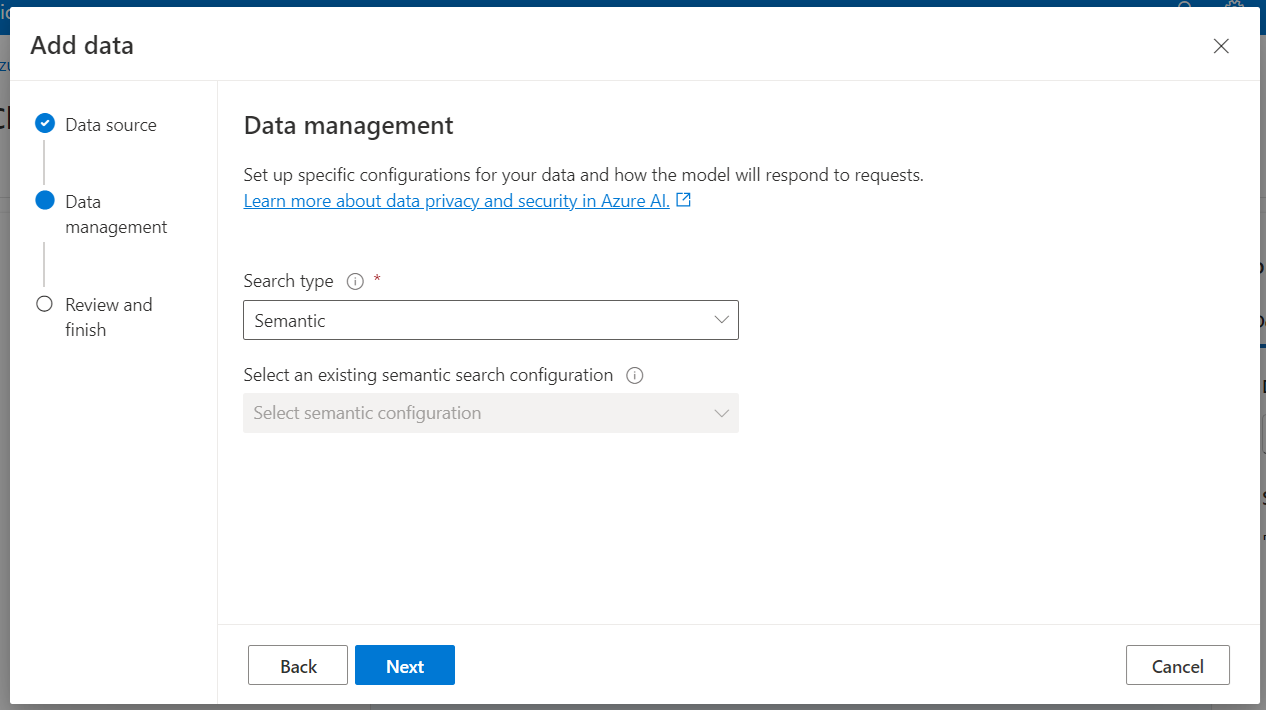 Add data
Data source
Data
management
Review and
finish
Data management
Set up specific configurations for your data and how the model will respond to requests.
Learn more about data privacy and security in Azure AI.
Search type *
Semantic
Select an existing semantic search configuration
Select semantic configuration
Back
Next
Cancel